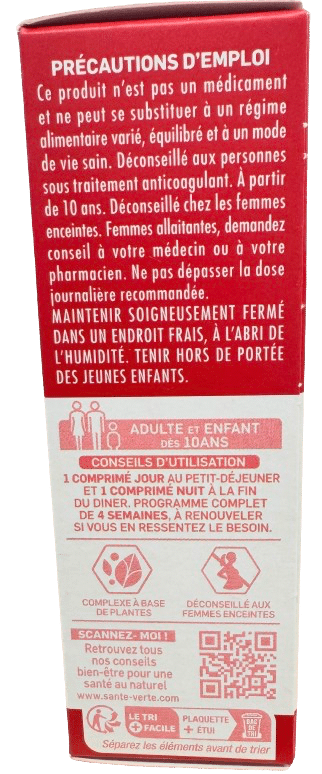 PRÉCAUTIONS D'EMPLOI
Ce produit n'est pas un médicament
et ne peut se substituer à un régime
alimentaire varié, équilibré et à un mode
de vie sain. Déconseillé aux personnes
sous traitement anticoagulant. À partir
de 10 ans. Déconseillé chez les femmes
enceintes. Femmes allaitantes, demandez
conseil à votre médecin ou à votre
pharmacien. Ne pas dépasser la dose
journalière recommandée.
MAINTENIR SOIGNEUSEMENT FERMÉ
DANS UN ENDROIT FRAIS, À L'ABRI DE
L'HUMIDITÉ. TENIR HORS DE PORTÉE
DES JEUNES ENFANTS.
ADULTE ET ENFANT
DÈS 10ANS
CONSEILS D'UTILISATION
1 COMPRIMÉ JOUR AU PETIT-DÉJEUNER
ET 1 COMPRIMÉ NUIT À LA FIN
DU DINER. PROGRAMME COMPLET
DE 4 SEMAINES, À RENOUVELER
SI VOUS EN RESSENTEZ LE BESOIN.
COMPLEXE À BASE
DE PLANTES
DÉCONSEILLÉ AUX
FEMMES ENCEINTES
SCANNEZ- MOI !
Retrouvez tous
nos conseils
bien-être pour une
santé au naturel
www.sante-verte.com
LE TRI
+ FACILE
PLAQUETTE
+ ÉTUI
BAC
DE TRI
Séparez les éléments avant de trier